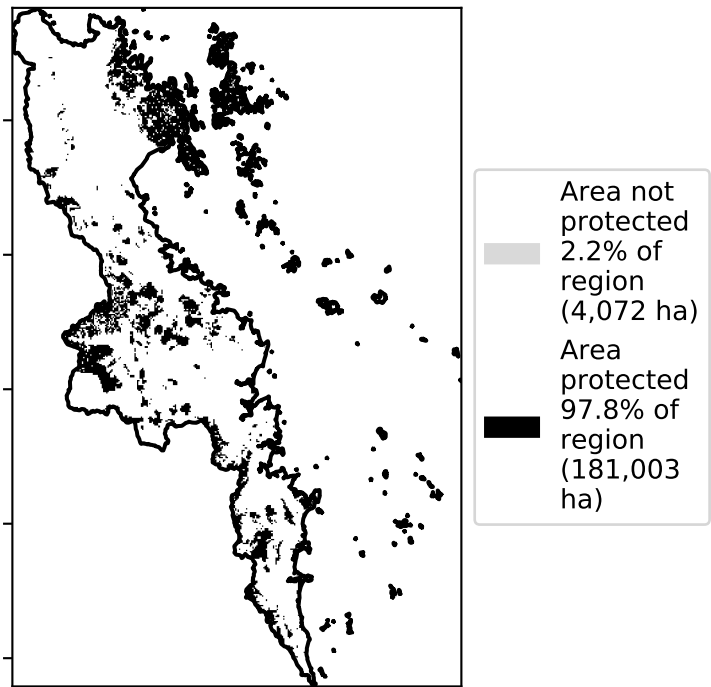 Area not
protected
2.2% of
region
(4,072 ha)
Area
protected
97.8% of
region
(181,003
ha)